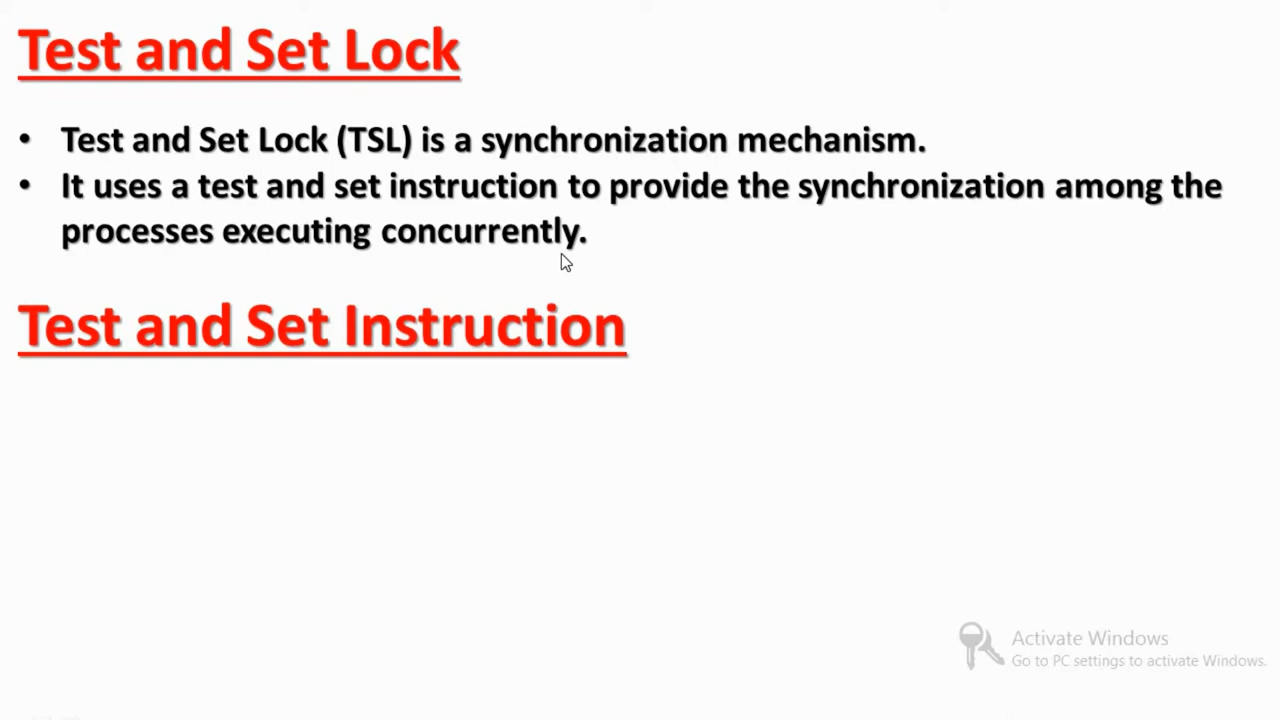 Test and Set Lock
• Test and Set Lock (TSL) is a synchronization mechanism.
• It uses a test and set instruction to provide the synchronization among the
processes executing concurrently.
Test and Set Instruction
Activate Windows
Go to PC settings to activate Windows.